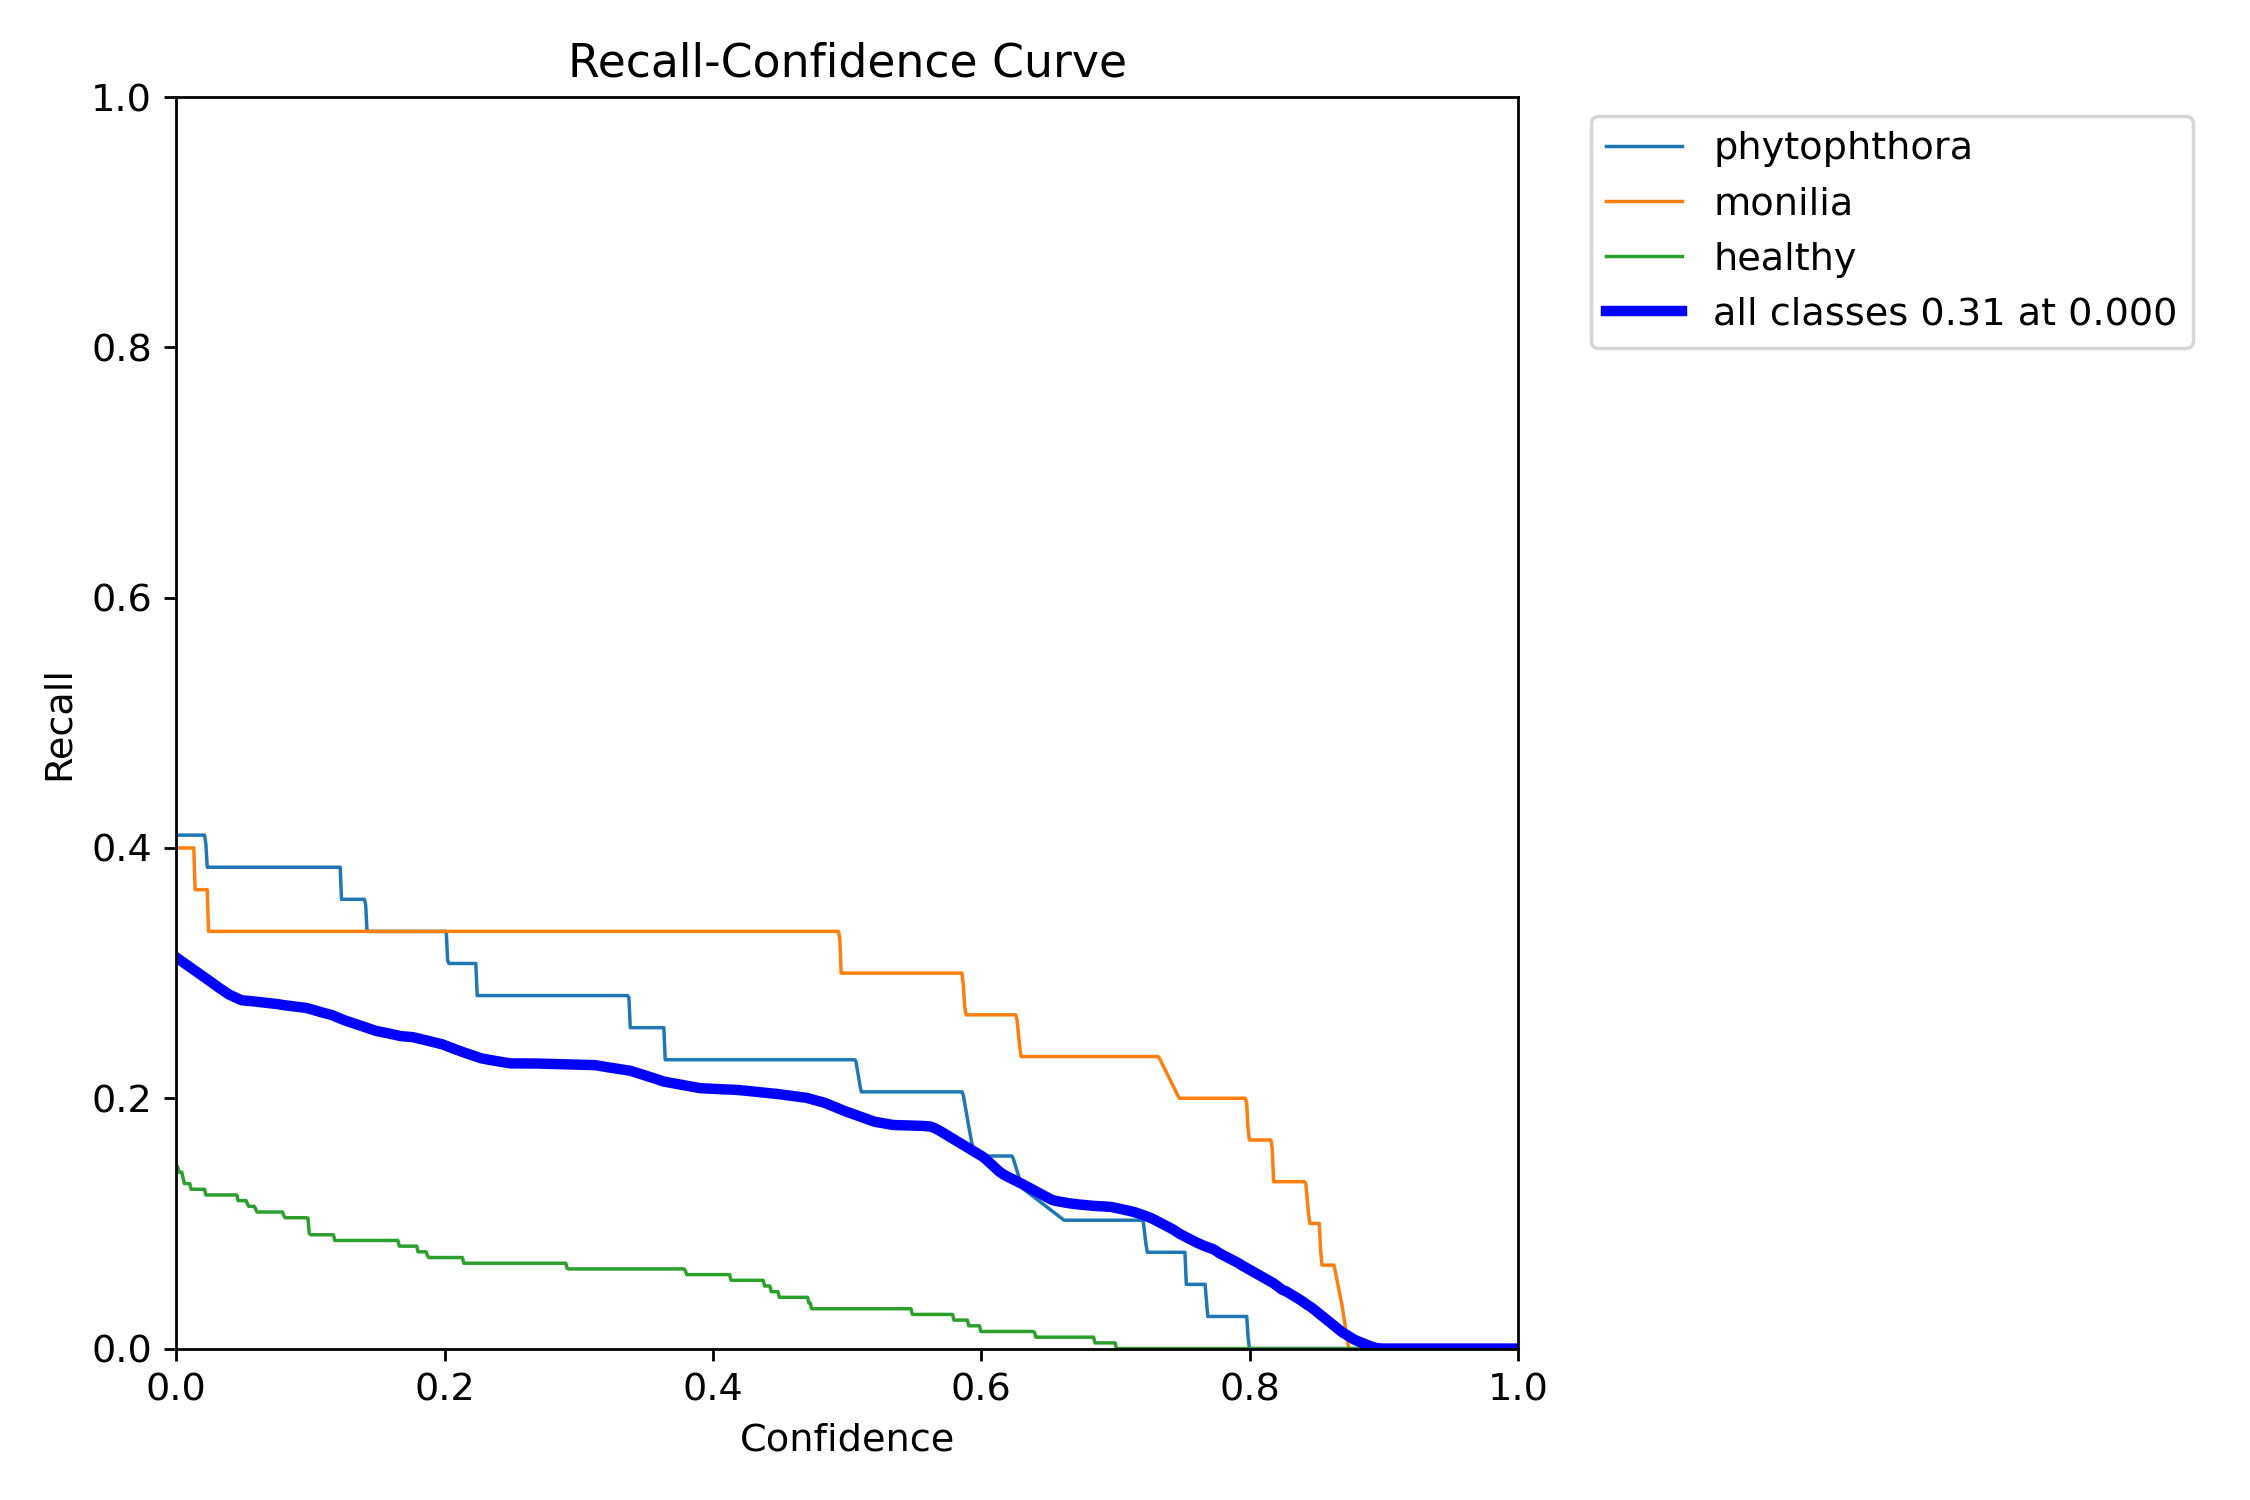 Recall-Confidence Curve
1.0
0.8
0.6
0.4
0.2
0.0
Recall
0.0 0.2 0.4 0.6 0.8 1.0
Confidence
phytophthora
monilia
healthy
all classes 0.31 at 0.000